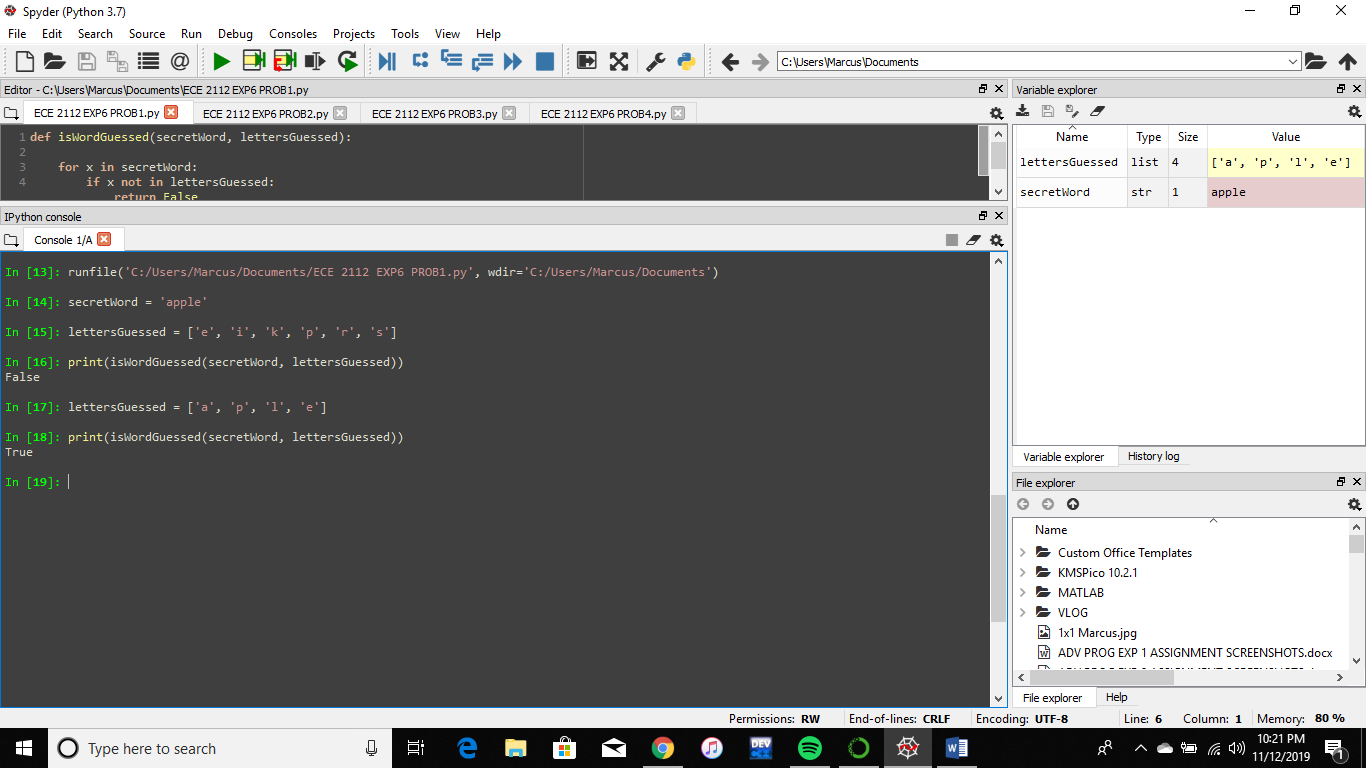 Spyder (Python 3.7)
File Edit Search Source Run Debug Consoles Projects Tools View Help
C:\Users\Marcus\Documents
Editor - C:\Users\Marcus\Documents\ECE 2112 EXP6 PROB1.py
ECE 2112 EXP6 PROB1.py ECE 2112 EXP6 PROB2.py ECE 2112 EXP6 PROB3.py ECE 2112 EXP6 PROB4.py
1 def isWordGuessed(secretWord, lettersGuessed):
2
3 for x in secretWord:
4 if x not in lettersGuessed:
return False
IPython console
Console 1/A
In [13]: runfile('C:/Users/Marcus/Documents/ECE 2112 EXP6 PROB1.py', wdir='C:/Users/Marcus/Documents')
In [14]: secretWord = 'apple'
In [15]: lettersGuessed = ['e', 'i', 'k', 'p', 'r', 's']
In [16]: print(isWordGuessed(secretWord, lettersGuessed))
False
In [17]: lettersGuessed = ['a', 'p', 'l', 'e']
In [18]: print(isWordGuessed(secretWord, lettersGuessed))
True
In [19]:
Variable explorer
Name Type Size Value
lettersGuessed list 4 ['a', 'p', 'l', 'e']
secretWord str 1 apple
Variable explorer History log
File explorer
Name
Custom Office Templates
KMSPico 10.2.1
MATLAB
VLOG
1x1 Marcus.jpg
ADV PROG EXP 1 ASSIGNMENT SCREENSHOTS.docx
File explorer Help
Permissions: RW End-of-lines: CRLF Encoding: UTF-8 Line: 6 Column: 1 Memory: 80 %
Type here to search
DEV
10:21 PM
11/12/2019
1